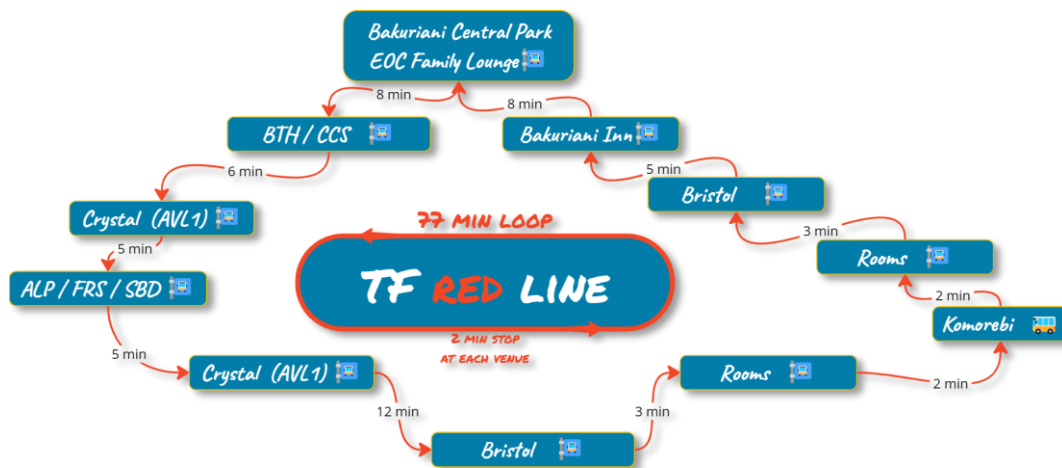 Bakuriani Central Park
EOC Family Lounge
8 min
8 min
BTH / CCS
Bakuriani Inn
6 min
5 min
Bristol
Crystal (AVL1)
77 MIN LOOP
3 min
5 min
Rooms
ALP / FRS / SBD
TF RED LINE
2 min
Komorebi
2 MIN STOP
AT EACH VENUE
5 min
Crystal (AVL1)
Rooms
2 min
12 min
3 min
Bristol